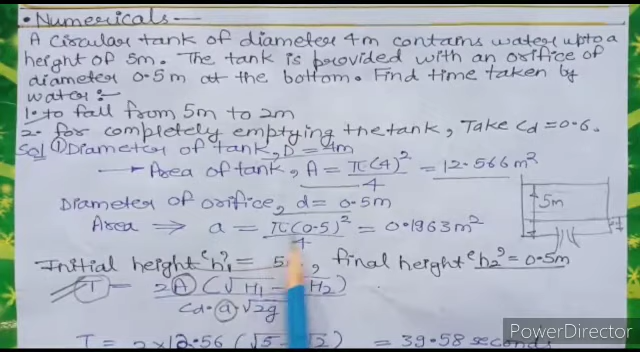 • Numericals —
A circular tank of diameter 4m contains water upto a
height of 5m. The tank is provided with an orifice of
diameter 0.5m at the bottom. Find time taken by
water :-
1. to fall from 5m to 2m
2. for completely emptying the tank, Take Cd = 0.6.
Sol ① Diameter of tank, D = 4m
→ Area of tank, A = π(4)²/4 = 12.566 m²
Diameter of orifice, d = 0.5m
5m
Area ⇒ a = π(0.5)²/4 = 0.1963 m²
Initial height 'h₁' = 5 , final height 'h₂' = 0.5m
T = 2A (√H₁ - H₂) / Cd.a.√2g
T = 2×12.56 (√5 - √2) = 39.58 seconds
PowerDirector